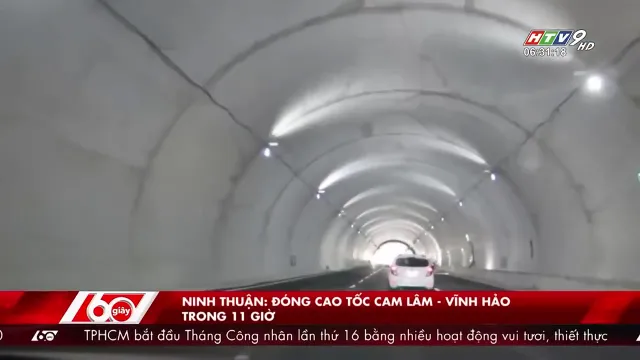 HTV9 HD
06:31:18
60 giây
NINH THUẬN: ĐÓNG CAO TỐC CAM LÂM - VĨNH HẢO
TRONG 11 GIỜ
60 giây TPHCM bắt đầu Tháng Công nhân lần thứ 16 bằng nhiều hoạt động vui tươi, thiết thực